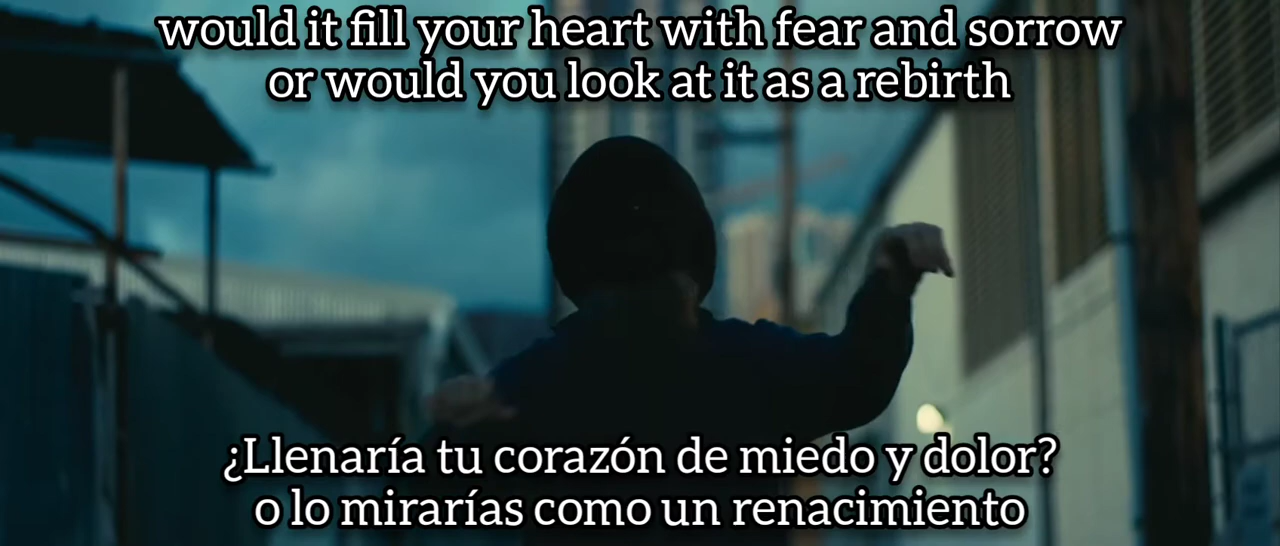 would it fill your heart with fear and sorrow
or would you look at it as a rebirth
¿Llenaría tu corazón de miedo y dolor?
o lo mirarías como un renacimiento